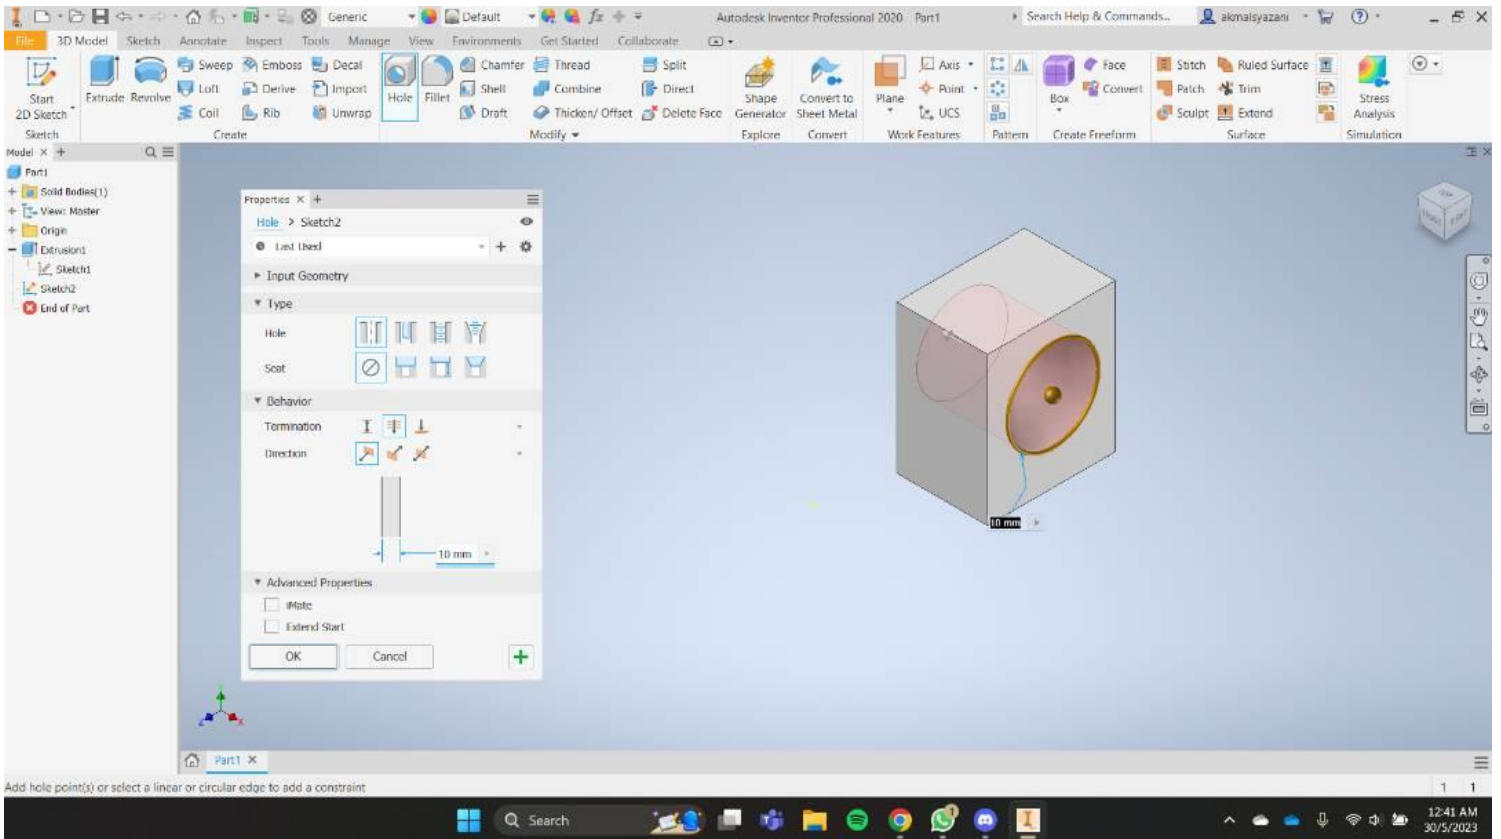 Generic
Default
fx
Autodesk Inventor Professional 2020 Part1
Search Help & Commands...
akmalsyazani
File 3D Model Sketch Annotate Inspect Tools Manage View Environments Get Started Collaborate
Start
2D Sketch
Extrude Revolve
Sweep Emboss Decal
Loft Derive Import
Coil Rib Unwrap
Hole Fillet
Chamfer Thread Split
Shell Combine Direct
Draft Thicken/ Offset Delete Face
Shape
Generator
Convert to
Sheet Metal
Plane
Axis
Point
UCS
Box
Face
Convert
Stitch Ruled Surface
Patch Trim
Sculpt Extend
Stress
Analysis
Sketch Create Modify Explore Convert Work Features Pattern Create Freeform Surface Simulation
Model × +
Part1
Solid Bodies(1)
View: Master
Origin
Extrusion1
Sketch1
Sketch2
End of Part
Properties × +
Hole > Sketch2
Last Used
Input Geometry
Type
Hole
Seat
Behavior
Termination
Direction
10 mm
Advanced Properties
iMate
Extend Start
OK Cancel
10 mm
Part1 ×
Add hole point(s) or select a linear or circular edge to add a constraint
1 1
Search
12:41 AM
30/5/2023